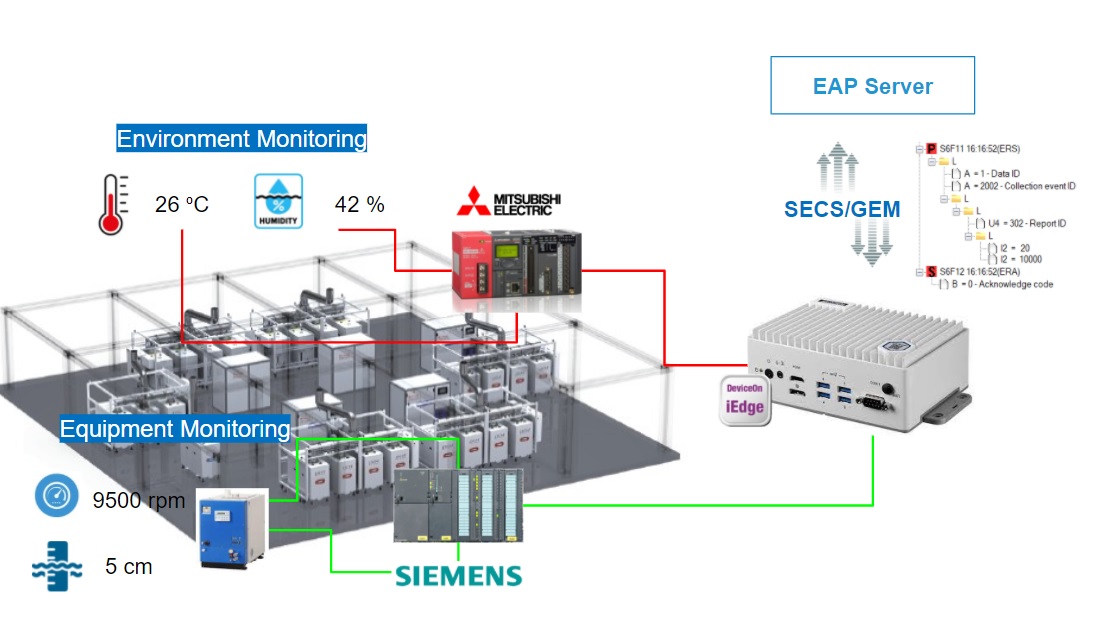 EAP Server
Environment Monitoring
26 ⁰C
HUMIDITY
42 %
MITSUBISHI
ELECTRIC
SECS/GEM
P S6F11 16:16:52(ERS)
L
A = 1 - Data ID
A = 2002 - Collection event ID
L
L
U4 = 302 - Report ID
L
I2 = 20
I2 = 10000
S S6F12 16:16:52(ERA)
B = 0 - Acknowledge code
DeviceOn
iEdge
Equipment Monitoring
9500 rpm
5 cm
SIEMENS